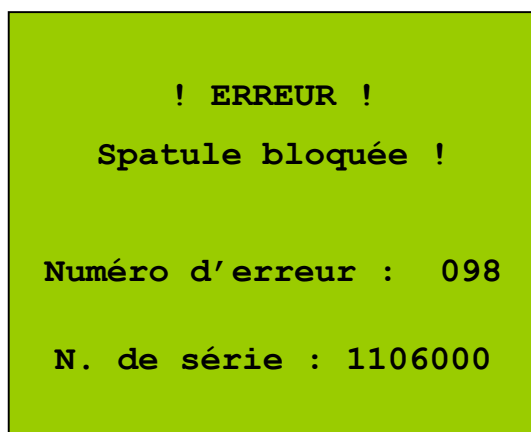 ! ERREUR !
Spatule bloquée !
Numéro d’erreur : 098
N. de série : 1106000